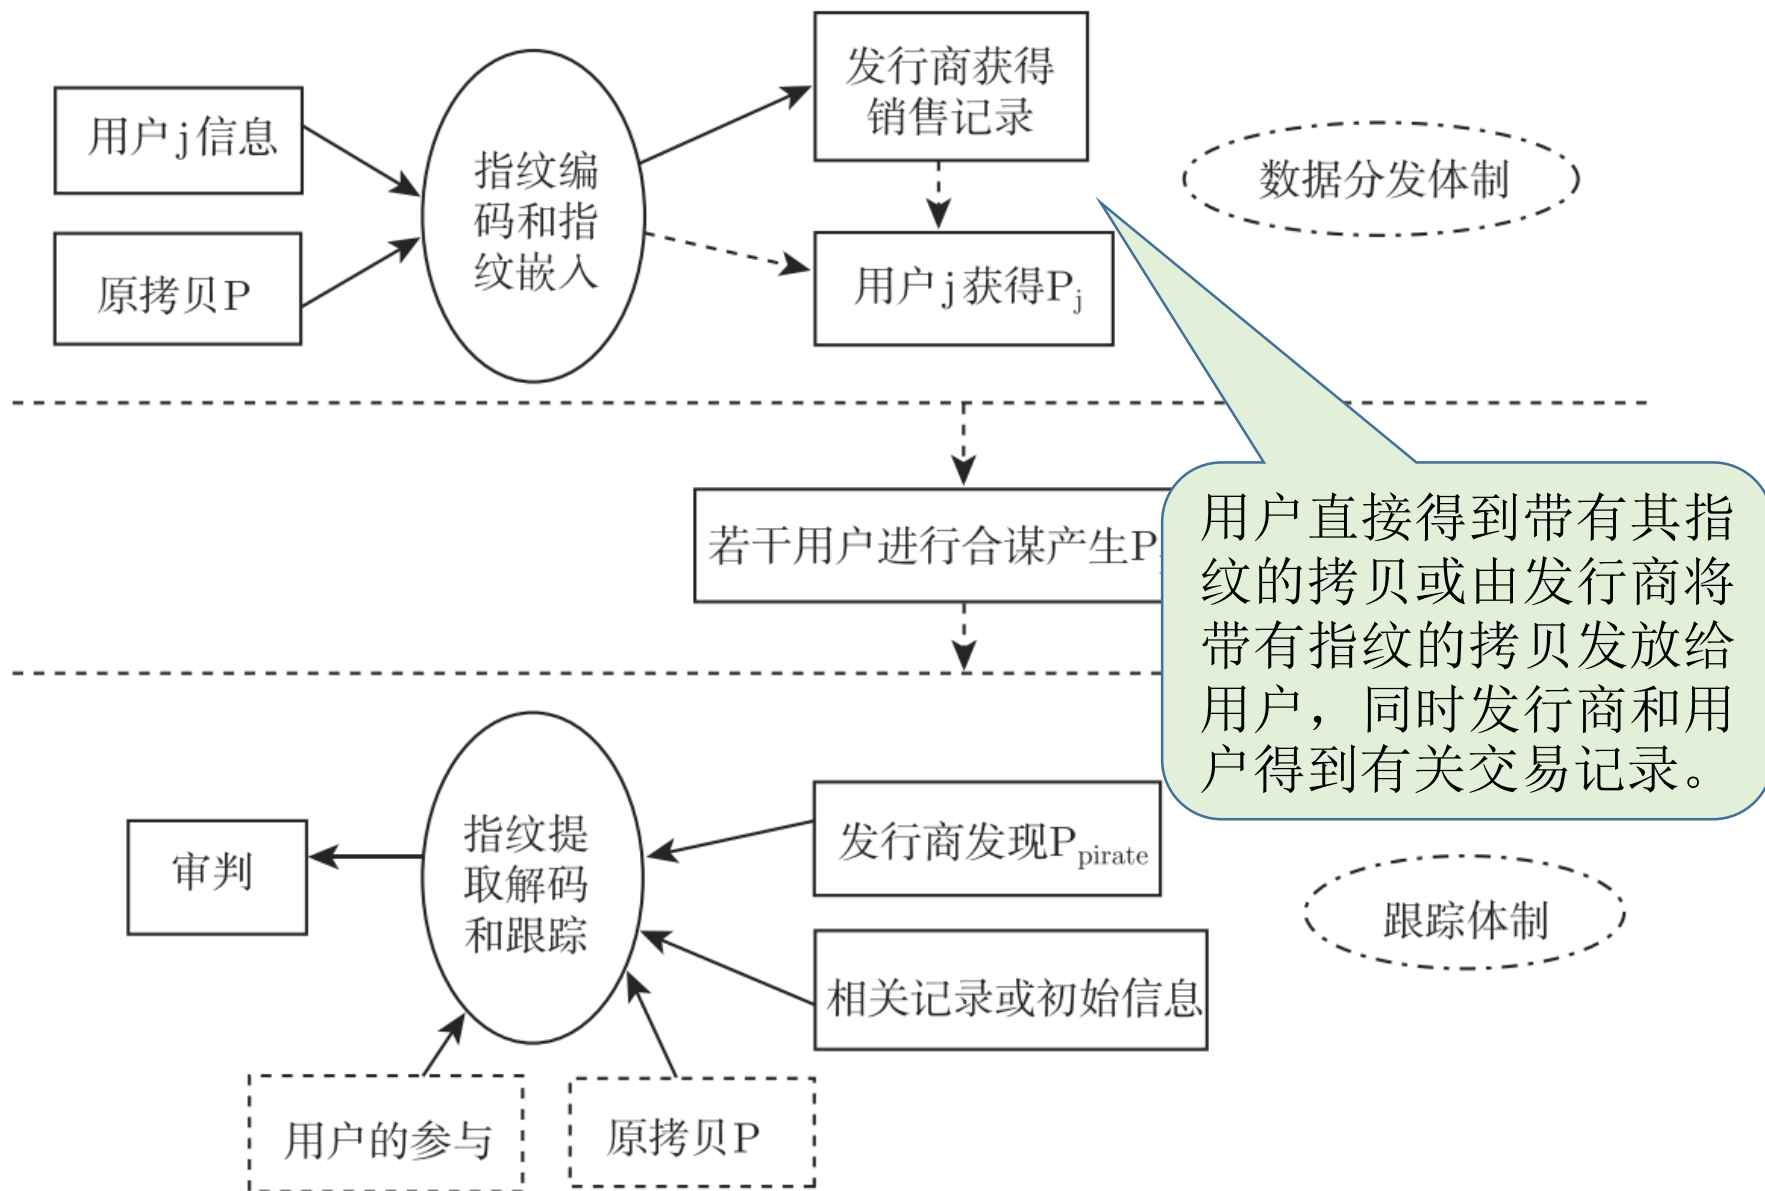 用户j信息
原拷贝P
指纹编
码和指
纹嵌入
发行商获得
销售记录
用户j获得Pj
数据分发体制
若干用户进行合谋产生P
用户直接得到带有其指
纹的拷贝或由发行商将
带有指纹的拷贝发放给
用户，同时发行商和用
户得到有关交易记录。
审判
指纹提
取解码
和跟踪
发行商发现Ppirate
相关记录或初始信息
跟踪体制
用户的参与
原拷贝P